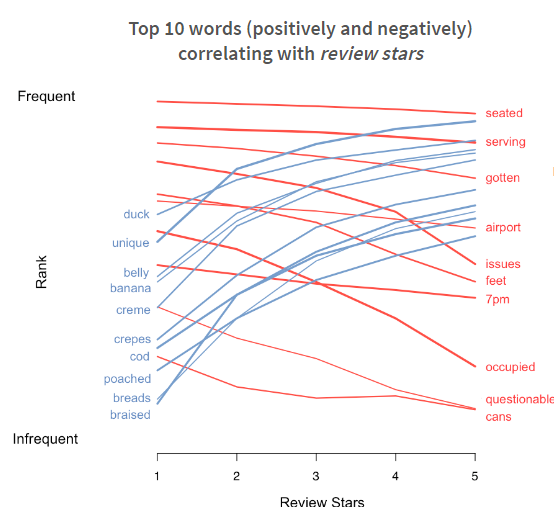 Top 10 words (positively and negatively)
correlating with review stars
Frequent
seated
serving
gotten
duck
airport
unique
issues
belly
feet
banana
7pm
creme
crepes
cod
occupied
poached
breads
questionable
braised
cans
Infrequent
Rank
1 2 3 4 5
Review Stars